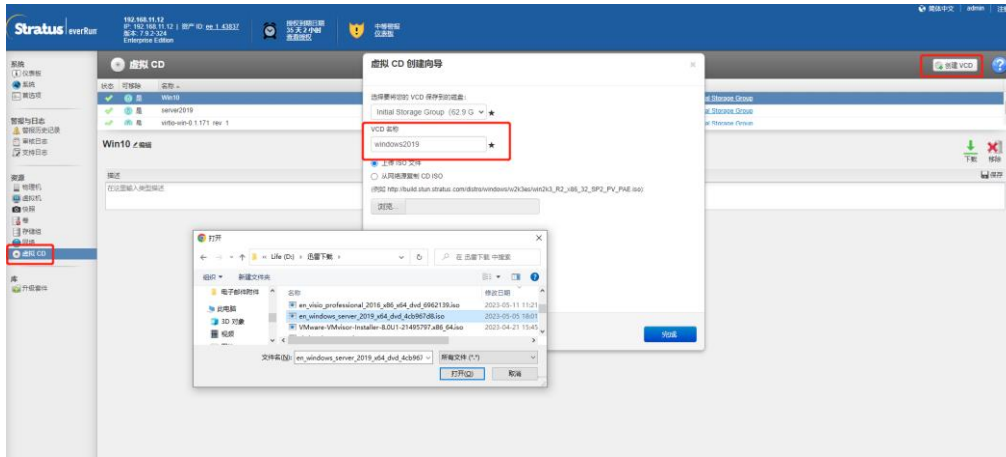 简体中文 | admin | 注
Stratus everRun
192.168.11.12
IP: 192.168.11.12 | 资产 ID: ee_1_43837
版本: 7.9.2-324
Enterprise Edition
授权到期日期
35 天 2 小时
查看授权
中等警报
仪表板
系统
仪表板
系统
首选项
警报与日志
警报历史记录
审核日志
支持日志
资源
物理机
虚拟机
快照
卷
存储组
网络
虚拟 CD
库
升级套件
虚拟 CD
创建 VCD
状态 可移除 名称
是 Win10
Initial Storage Group
是 server2019
是 virtio-win-0.1.171_rev_1
Win10 编辑
下载 移除
描述
保存
在这里输入类型描述
虚拟 CD 创建向导
选择要将您的 VCD 保存到的磁盘:
Initial Storage Group (62.9 G
VCD 名称
windows2019
上传 ISO 文件
从网络源复制 CD ISO
(例如 http://build.stun.stratus.com/distro/windows/w2k3ee/win2k3_R2_x86_32_SP2_PV_PAE.iso)
浏览...
完成
打开
« Life (D:) › 迅雷下载 ›
在 迅雷下载 中搜索
组织 新建文件夹
电子邮件附件
此电脑
3D 对象
视频
名称 修改日期
en_visio_professional_2016_x86_x64_dvd_6962139.iso 2023-05-11 11:21
en_windows_server_2019_x64_dvd_4cb967d8.iso 2023-05-05 18:01
VMware-VMvisor-Installer-8.0U1-21495797.x86_64.iso 2023-04-21 15:45
文件名(N): en_windows_server_2019_x64_dvd_4cb967
所有文件 (*.*)
打开(O) 取消